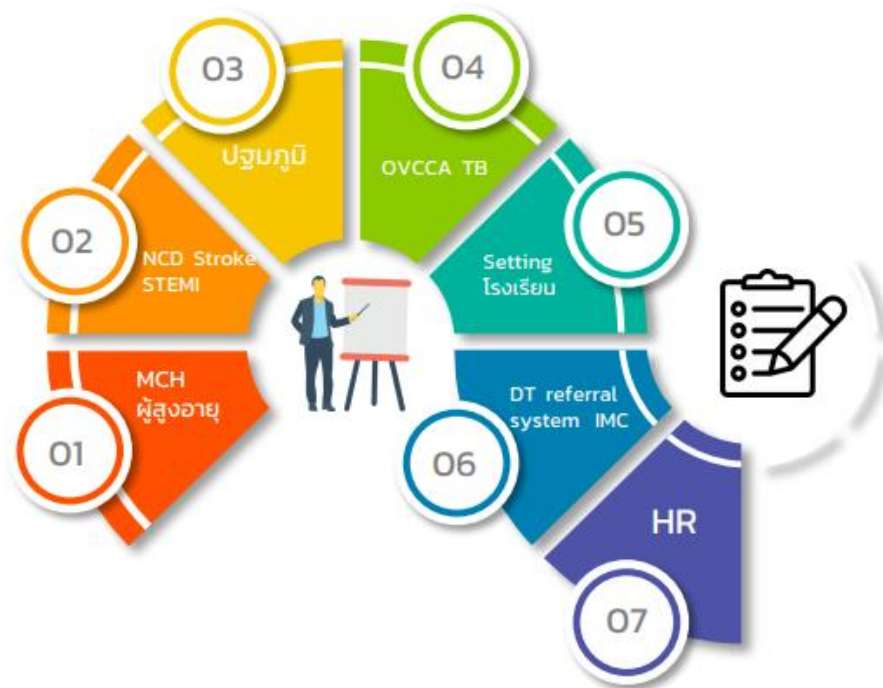 01
MCH
ผู้สูงอายุ
02
NCD Stroke
STEMI
03
ปฐมภูมิ
04
OVCCA TB
05
Setting
โรงเรียน
06
DT referral
system IMC
07
HR